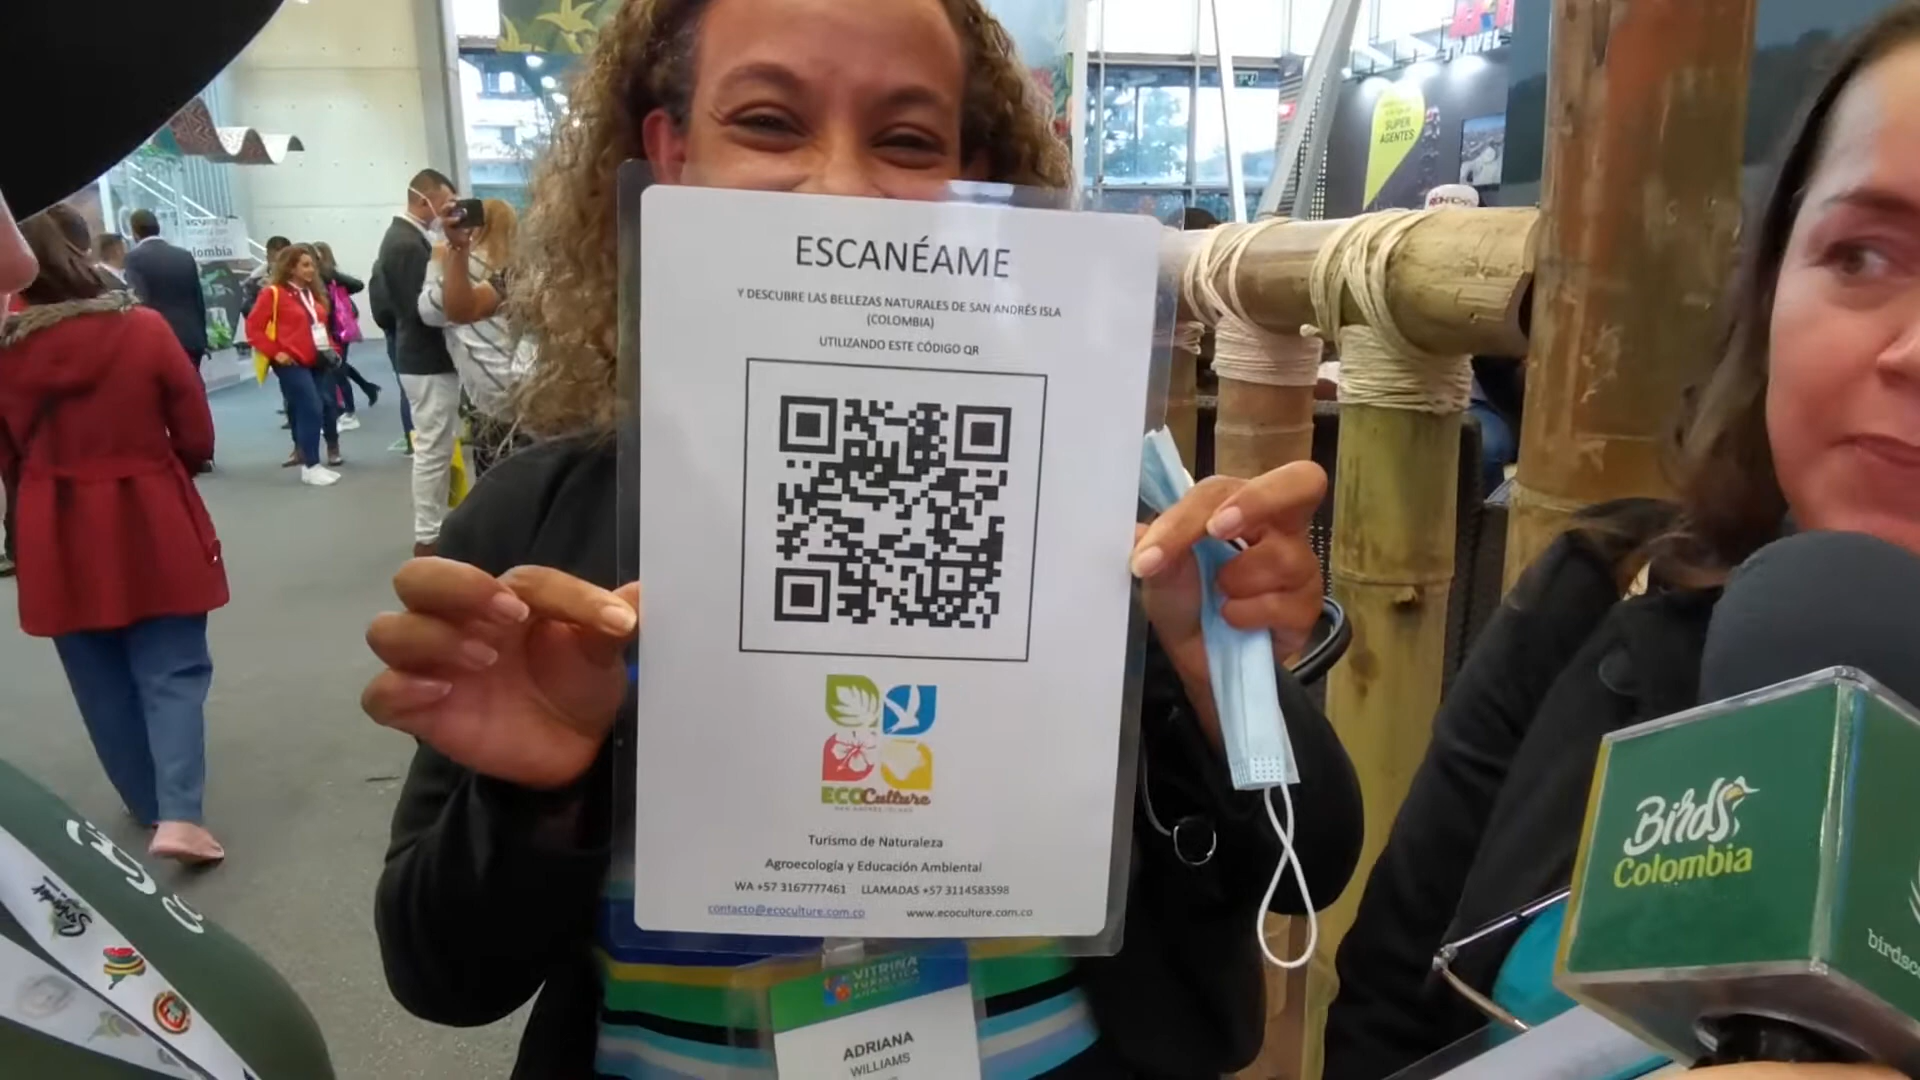 ESCANÉAME
Y DESCUBRE LAS BELLEZAS NATURALES DE SAN ANDRÉS ISLA
(COLOMBIA)
UTILIZANDO ESTE CÓDIGO QR
ECOCulture
Turismo de Naturaleza
Agroecología y Educación Ambiental
WA +57 3167777461 LLAMADAS +57 3114583598
contacto@ecoculture.com.co www.ecoculture.com.co
VITRINA
TURÍSTICA
ADRIANA
WILLIAMS
Birds
Colombia
TRAVEL
SUPER
AGENTES